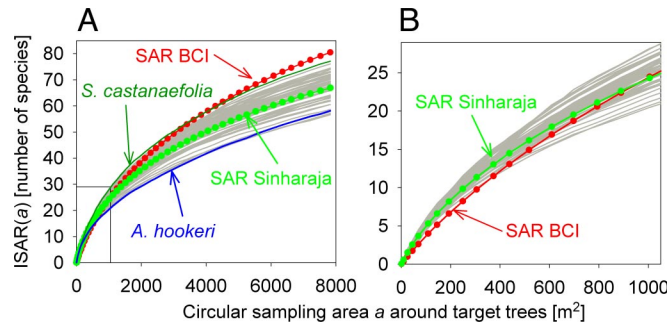 A
B
ISAR(a) [number of species]
80
70
60
50
40
30
20
10
0
SAR BCI
S. castanaefolia
SAR Sinharaja
A. hookeri
0 2000 4000 6000 8000
25
20
15
10
5
0
SAR Sinharaja
SAR BCI
0 200 400 600 800 1000
Circular sampling area a around target trees [m²]